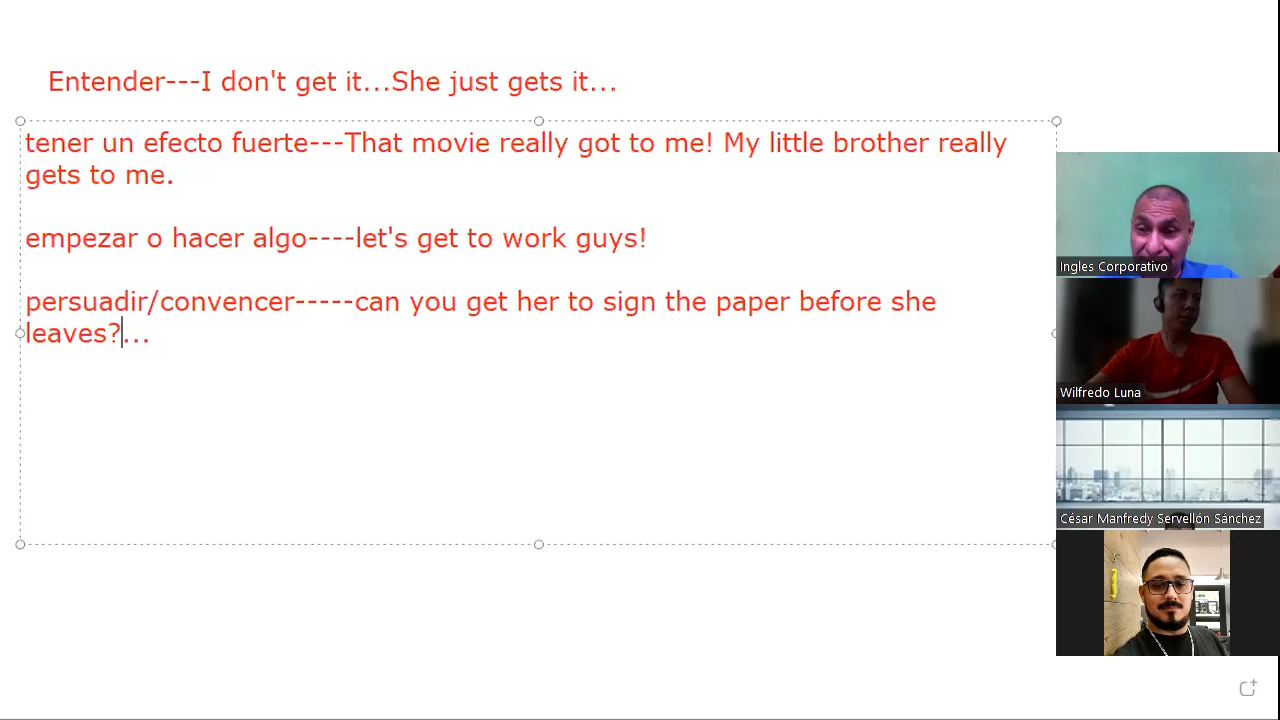 Entender---I don't get it...She just gets it...
tener un efecto fuerte---That movie really got to me! My little brother really
gets to me.
empezar o hacer algo----let's get to work guys!
persuadir/convencer-----can you get her to sign the paper before she
leaves?...
Ingles Corporativo
Wilfredo Luna
César Manfredy Servellón Sánchez